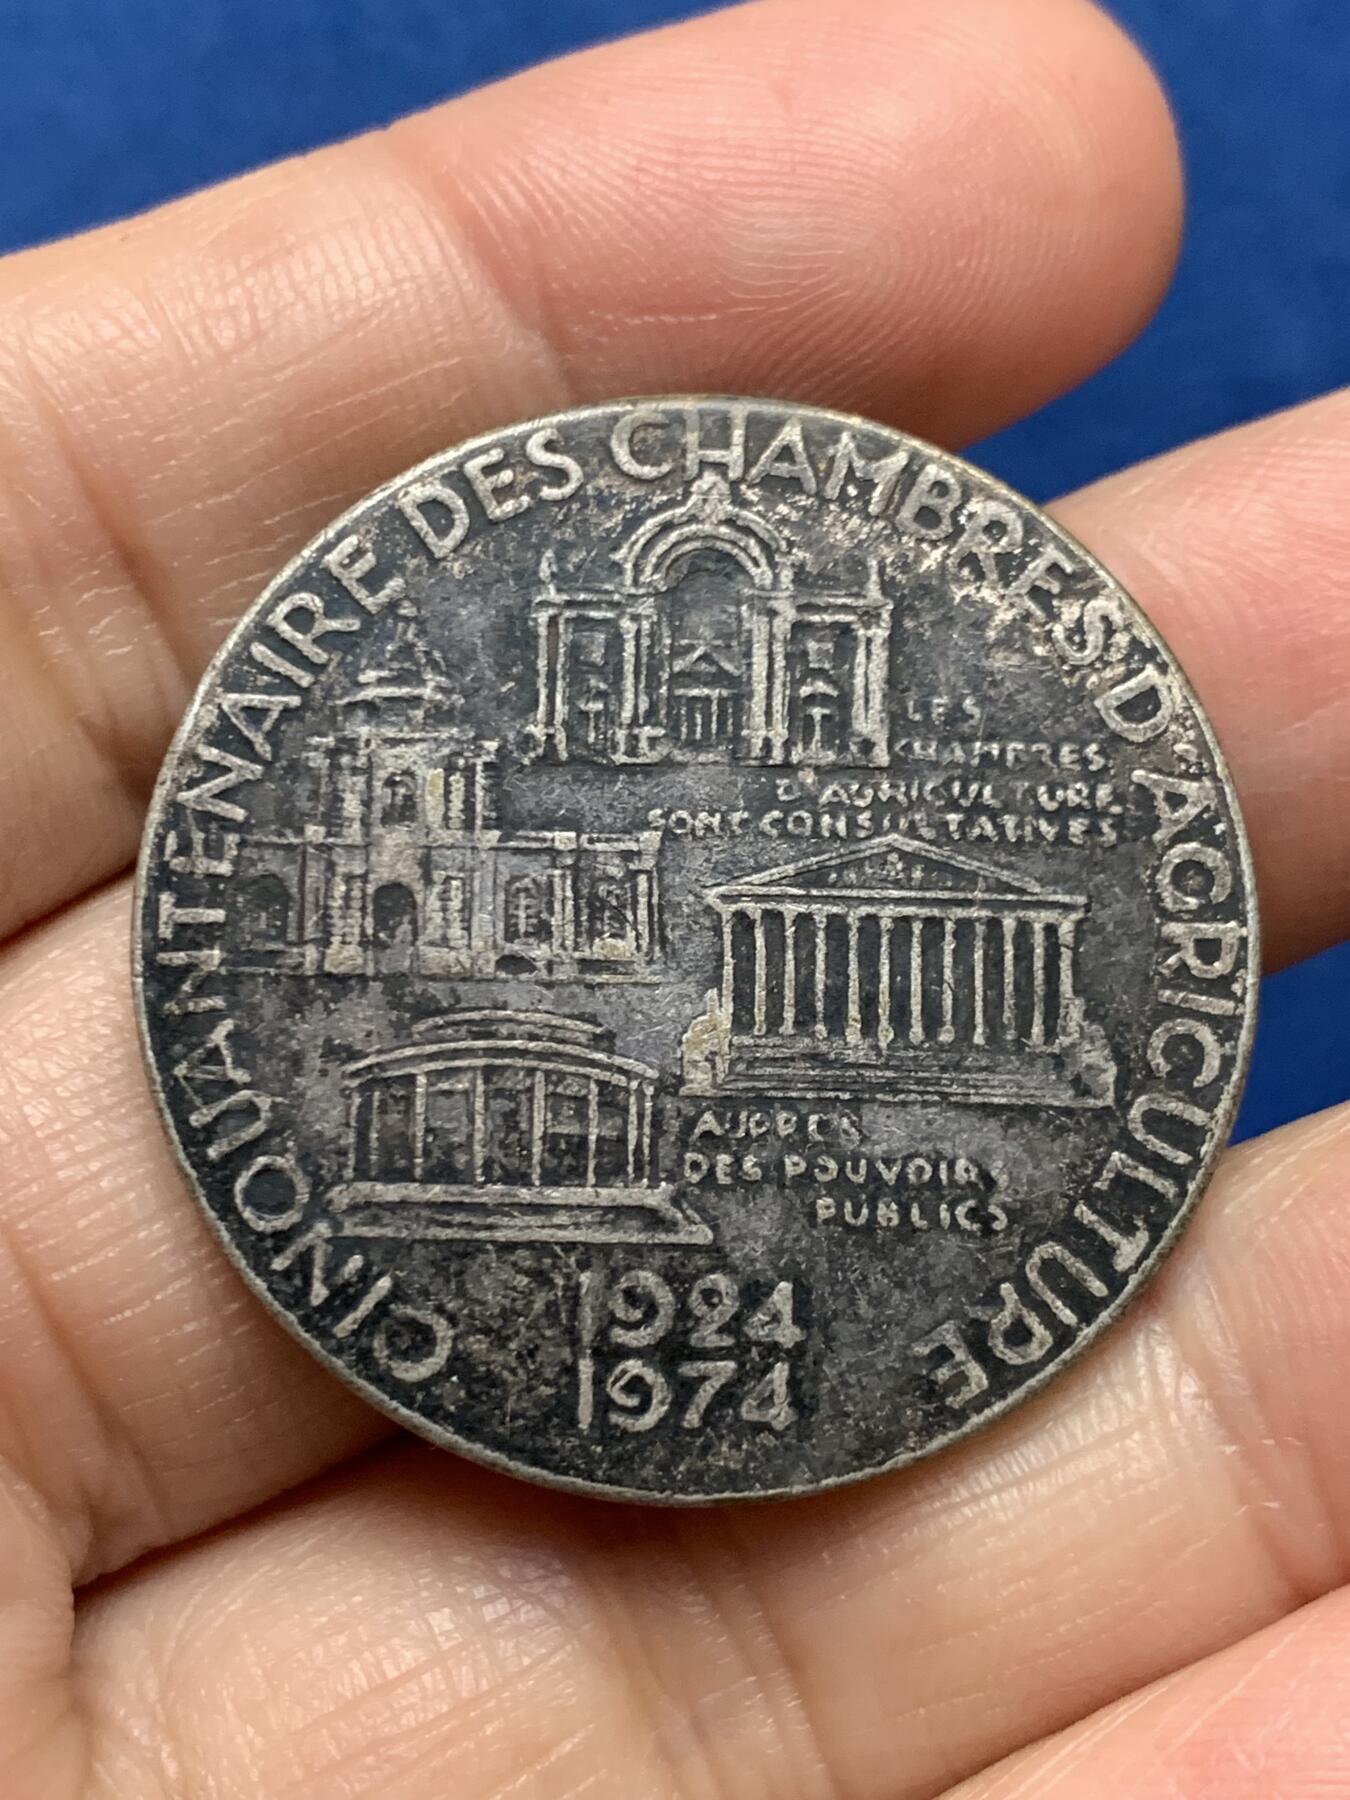 CINQUANTENAIRE DES CHAMBRES D'AGRICULTURE
LES
CHAMBRES
D'AGRICULTURE
SONT CONSULTATIVES
AUPRES
DES POUVOIRS
PUBLICS
1924
1974